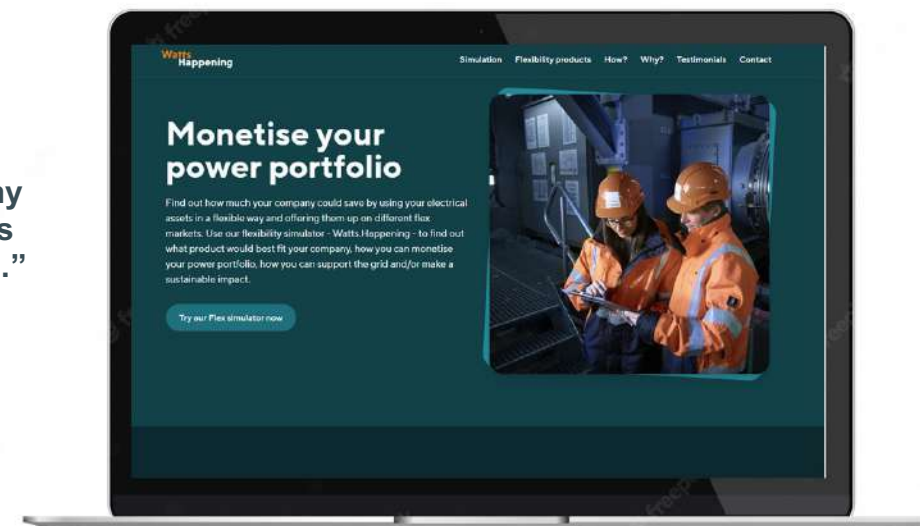 ny
s
.”
Watts
Happening
Simulation Flexibility products How? Why? Testimonials Contact
Monetise your
power portfolio
Find out how much your company could save by using your electrical
assets in a flexible way and offering them up on different flex
markets. Use our flexibility simulator - Watts.Happening - to find out
what product would best fit your company, how you can monetise
your power portfolio, how you can support the grid and/or make a
sustainable impact.
Try our Flex simulator now